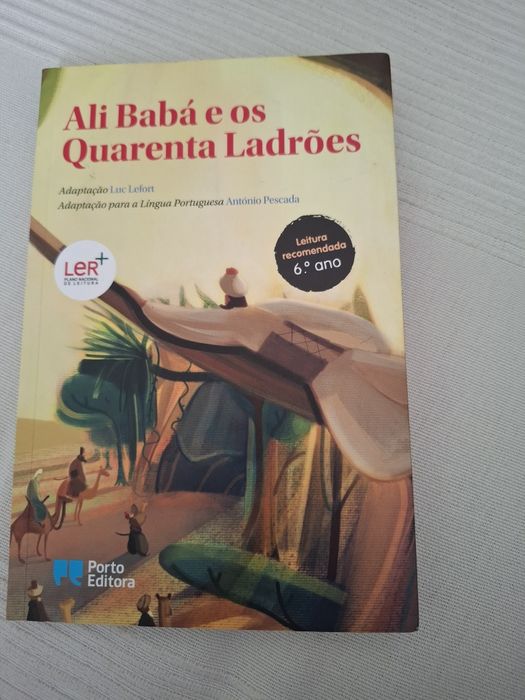 Ali Babá e os
Quarenta Ladrões
Adaptação Luc Lefort
Adaptação para a Língua Portuguesa António Pescada
Leitura
recomendada
6.º ano
LeR+
PLANO NACIONAL
DE LEITURA
Porto
Editora